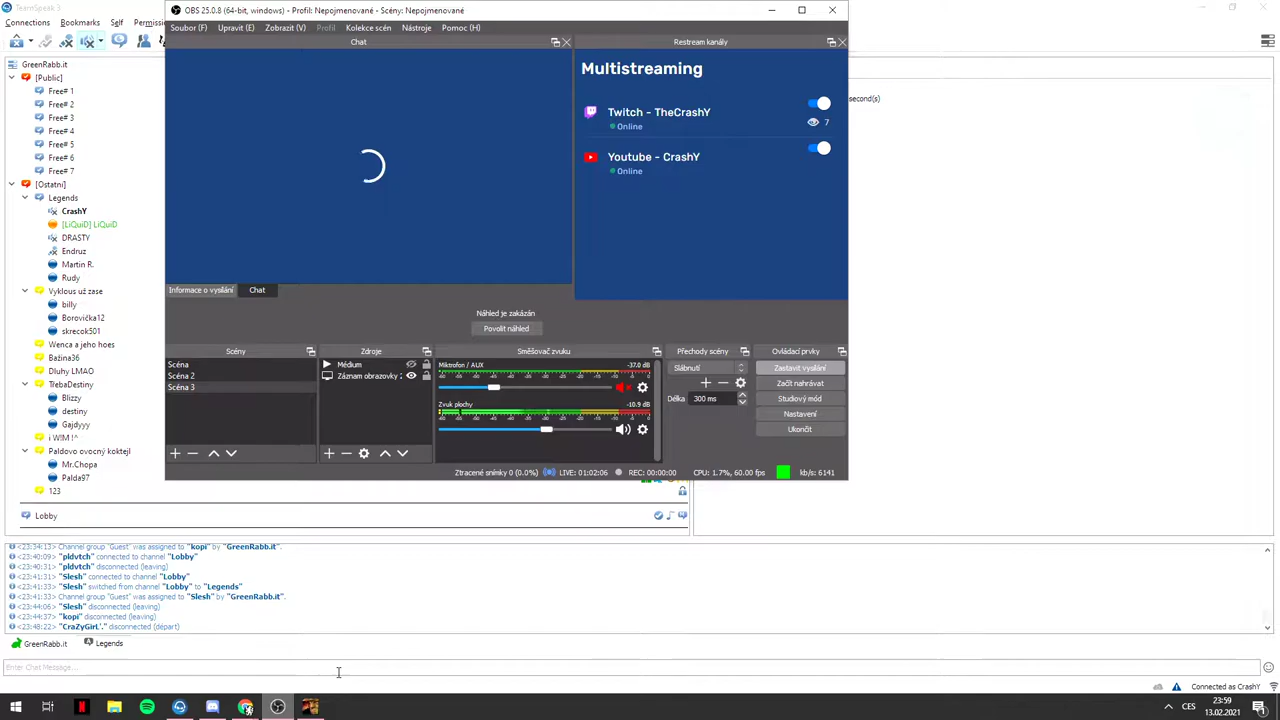 TeamSpeak 3
Connections Bookmarks Self Permissi
GreenRabb.it
[Public]
Free# 1
Free# 2
Free# 3
Free# 4
Free# 5
Free# 6
Free# 7
[Ostatní]
Legends
CrashY
[LiQuiD] LiQuiD
DRASTY
Endruz
Martin R.
Rudy
Vyklous už zase
billy
Borovička12
skrecok501
Wenca a jeho hoes
Bažina36
Dluhy LMAO
TřebaDestiny
Blizzy
destiny
Gajdyyy
i W!M !^
Paldovo ovocný koktejl
Mr.Chopa
Palda97
123
Lobby
OBS 25.0.8 (64-bit, windows) - Profil: Nepojmenované - Scény: Nepojmenované
Soubor (F) Upravit (E) Zobrazit (V) Profil Kolekce scén Nástroje Pomoc (H)
Chat
Restream kanály
Multistreaming
Twitch - TheCrashY
Online
7
Youtube - CrashY
Online
Informace o vysílání Chat
Náhled je zakázán
Povolit náhled
Scény
Scéna
Scéna 2
Scéna 3
Zdroje
Médium
Záznam obrazovky 2
Směšovač zvuku
Mikrofon / AUX -37.0 dB
Zvuk plochy -10.9 dB
Přechody scény
Slábnutí
Délka 300 ms
Ovládací prvky
Zastavit vysílání
Začít nahrávat
Studiový mód
Nastavení
Ukončit
Ztracené snímky 0 (0.0%) LIVE: 01:02:06 REC: 00:00:00 CPU: 1.7%, 60.00 fps kb/s: 6141
second(s)
<23:34:13> Channel group "Guest" was assigned to "kopi" by "GreenRabb.it".
<23:40:09> "pldvtch" connected to channel "Lobby"
<23:40:31> "pldvtch" disconnected (leaving)
<23:41:31> "Slesh" connected to channel "Lobby"
<23:41:33> "Slesh" switched from channel "Lobby" to "Legends"
<23:41:33> Channel group "Guest" was assigned to "Slesh" by "GreenRabb.it".
<23:44:06> "Slesh" disconnected (leaving)
<23:44:37> "kopi" disconnected (leaving)
<23:48:22> "CraZyGirL'." disconnected (départ)
GreenRabb.it Legends
Enter Chat Message...
Connected as CrashY
CES
23:59
13.02.2021